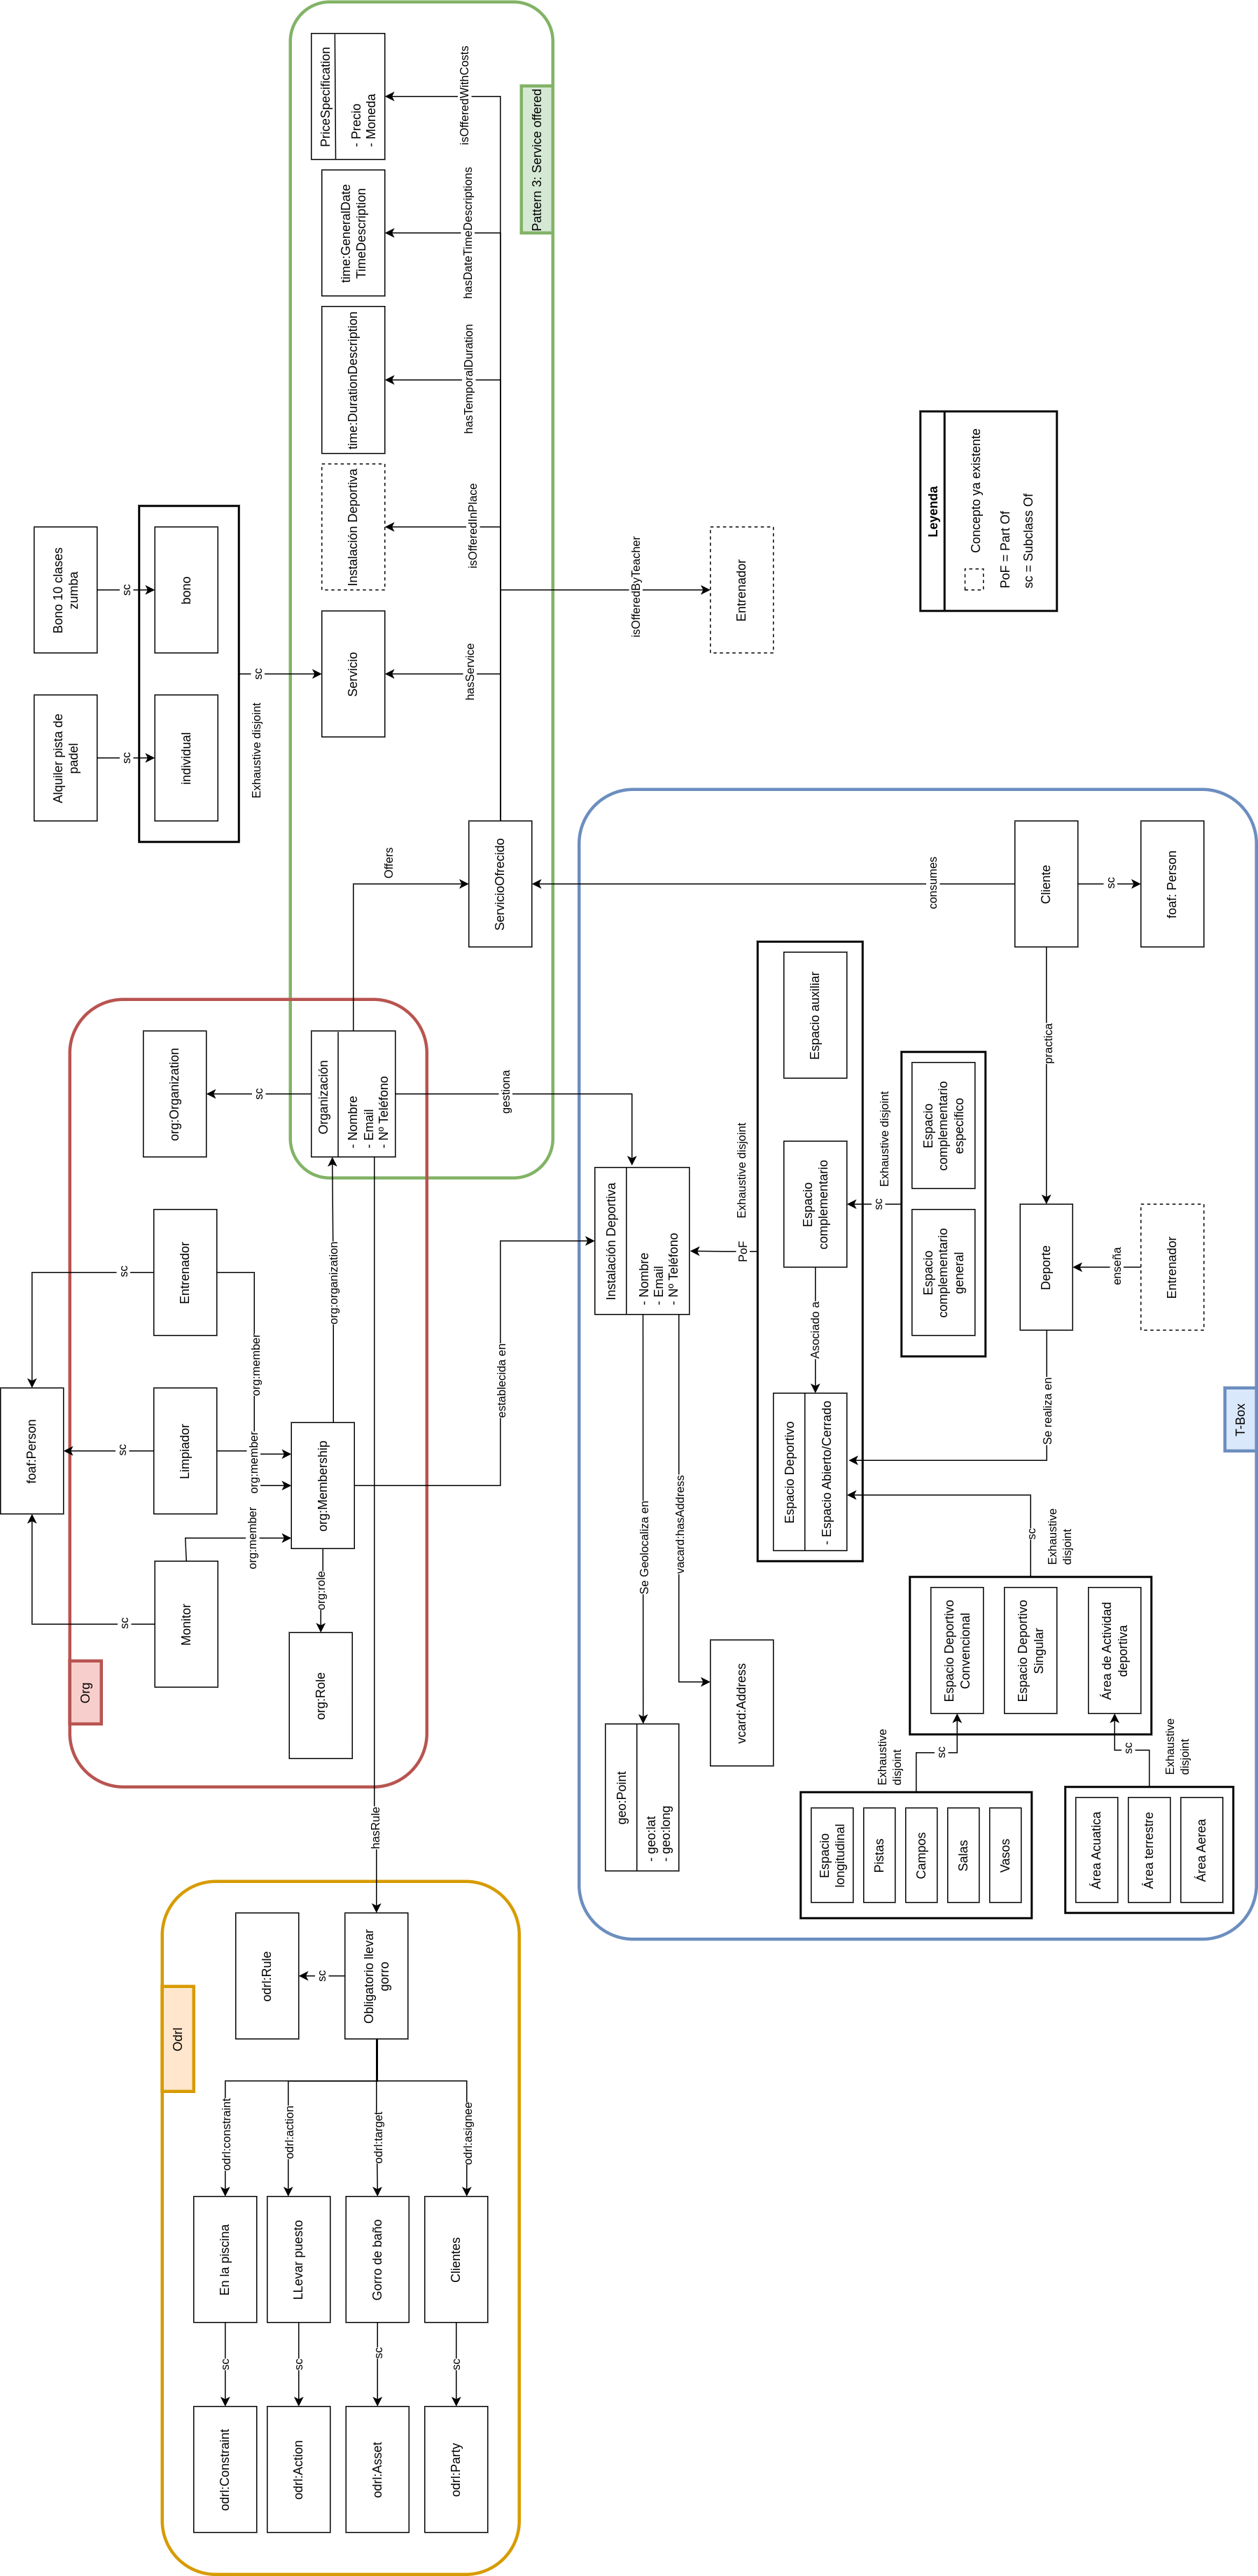 foaf:Person
sc
sc
sc
Org
Monitor
Limpiador
Entrenador
org:Organization
org:member
org:member
org:member
sc
org:Role
org:role
org:Membership
org:organization
Organización
- Nombre
- Email
- Nº Teléfono
hasRule
establecida en
gestiona
Offers
Alquiler pista de
padel
Bono 10 clases
zumba
sc
sc
individual
bono
Exhaustive disjoint
sc
Servicio
Instalación Deportiva
time:DurationDescription
time:GeneralDate
TimeDescription
PriceSpecification
- Precio
- Moneda
hasService
isOfferedInPlace
hasTemporalDuration
hasDateTimeDescriptions
isOfferedWithCosts
ServicioOfrecido
Pattern 3: Service offered
isOfferedByTeacher
Entrenador
Odrl
odrl:Rule
sc
Obligatorio llevar
gorro
odrl:Constraint
sc
En la piscina
odrl:constraint
odrl:Action
sc
LLevar puesto
odrl:action
odrl:Asset
sc
Gorro de baño
odrl:target
odrl:Party
sc
Clientes
odrl:asignee
Instalación Deportiva
- Nombre
- Email
- Nº Teléfono
geo:Point
- geo:lat
- geo:long
Se Geolocaliza en
vacard:hasAddress
vcard:Address
PoF
Exhaustive disjoint
Espacio Deportivo
- Espacio Abierto/Cerrado
Asociado a
Espacio
complementario
Espacio auxiliar
sc
Exhaustive disjoint
Espacio
complementario
general
Espacio
complementario
especifico
consumes
Cliente
sc
foaf: Person
practica
Deporte
enseña
Entrenador
Se realiza en
sc
Exhaustive
disjoint
Espacio Deportivo
Convencional
Espacio Deportivo
Singular
Área de Actividad
deportiva
Exhaustive
disjoint
sc
Espacio
longitudinal
Pistas
Campos
Salas
Vasos
sc
Exhaustive
disjoint
Área Acuatica
Área terrestre
Área Aerea
T-Box
Leyenda
Concepto ya existente
PoF = Part Of
sc = Subclass Of